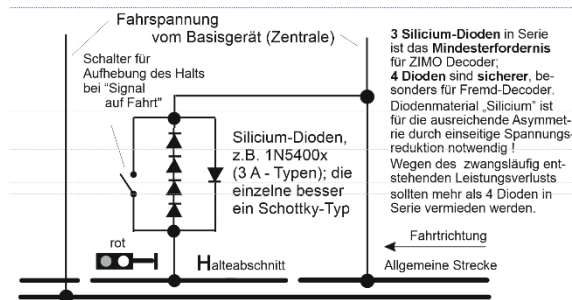 Fahrspannung
vom Basisgerät (Zentrale)
Schalter für
Aufhebung des Halts
bei "Signal
auf Fahrt"
Silicium-Dioden,
z.B. 1N5400x
(3 A - Typen); die
einzelne besser
ein Schottky-Typ
3 Silicium-Dioden in Serie
ist das Mindesterfordernis
für ZIMO Decoder;
4 Dioden sind sicherer, be-
sonders für Fremd-Decoder.
Diodenmaterial „Silicium" ist
für die ausreichende Asymmet-
rie durch einseitige Spannungs-
reduktion notwendig !
Wegen des zwangsläufig ent-
stehenden Leistungsverlusts
sollten mehr als 4 Dioden in
Serie vermieden werden.
rot
Halteabschnitt
Fahrtrichtung
Allgemeine Strecke